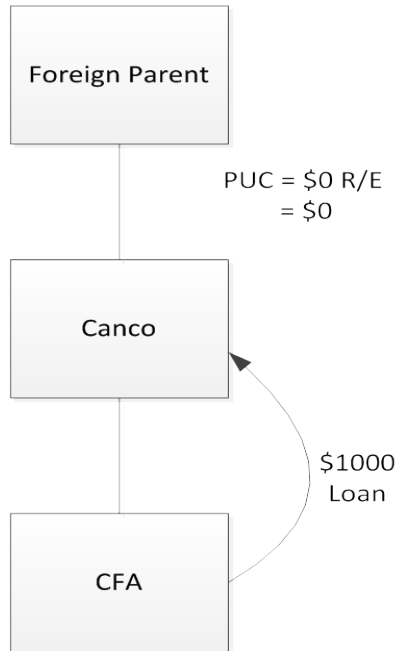 Foreign Parent
PUC = $0 R/E
= $0
Canco
$1000
Loan
CFA